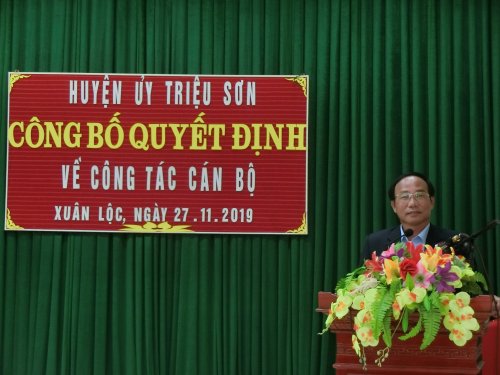 HUYỆN ỦY TRIỆU SƠN
CÔNG BỐ QUYẾT ĐỊNH
VỀ CÔNG TÁC CÁN BỘ
XUÂN LỘC, NGÀY 27.11.2019